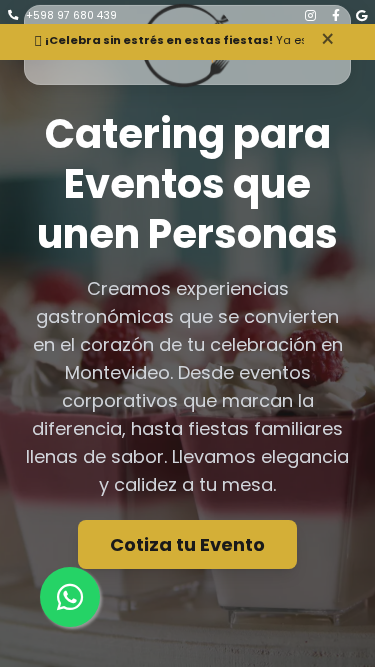 +598 97 680 439
¡Celebra sin estrés en estas fiestas! Ya es
Catering para
Eventos que
unen Personas
Creamos experiencias
gastronómicas que se convierten
en el corazón de tu celebración en
Montevideo. Desde eventos
corporativos que marcan la
diferencia, hasta fiestas familiares
llenas de sabor. Llevamos elegancia
y calidez a tu mesa.
Cotiza tu Evento